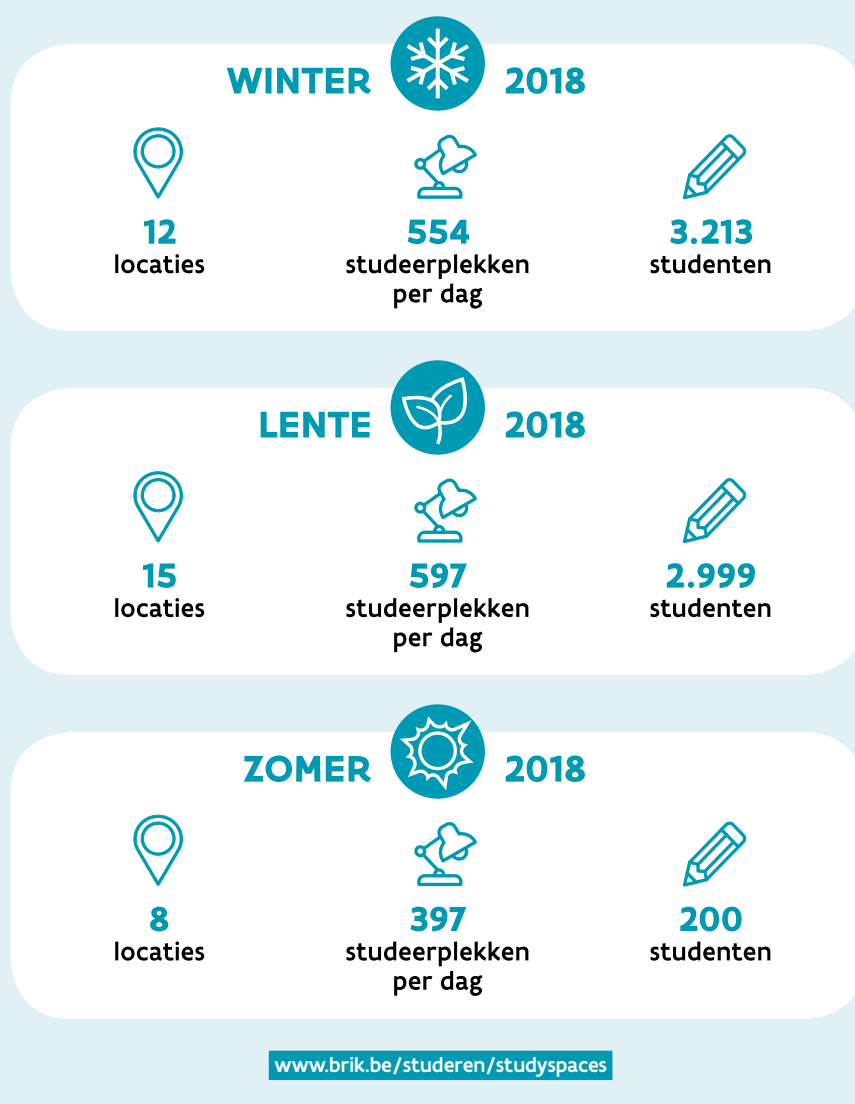 WINTER 2018
12
locaties
554
studeerplekken
per dag
3.213
studenten
LENTE 2018
15
locaties
597
studeerplekken
per dag
2.999
studenten
ZOMER 2018
8
locaties
397
studeerplekken
per dag
200
studenten
www.brik.be/studeren/studyspaces